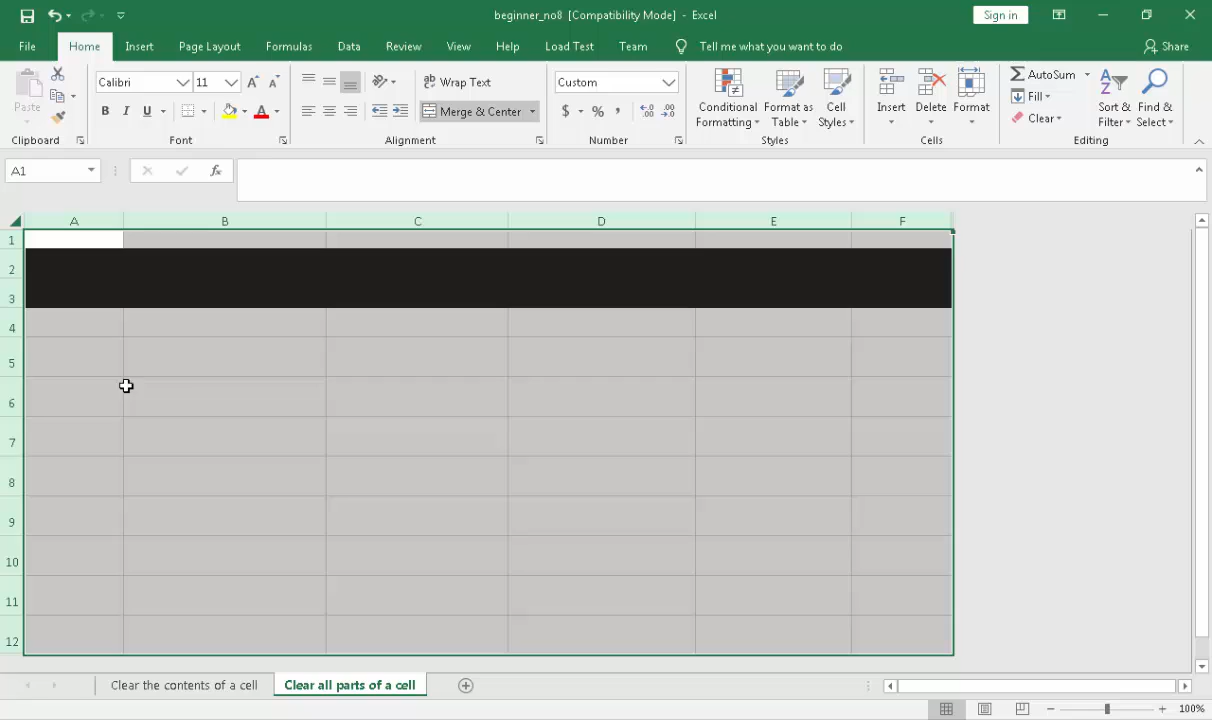 beginner_no8 [Compatibility Mode] - Excel
Sign in
File Home Insert Page Layout Formulas Data Review View Help Load Test Team Tell me what you want to do Share
Calibri 11 Wrap Text Custom AutoSum
Paste Conditional Format as Cell Insert Delete Format Fill Sort & Find &
B I U Merge & Center $ % , Formatting Table Styles Clear Filter Select
Clipboard Font Alignment Number Styles Cells Editing
A1 fx
A B C D E F
1
2
3
4
5
6
7
8
9
10
11
12
Clear the contents of a cell Clear all parts of a cell
100%